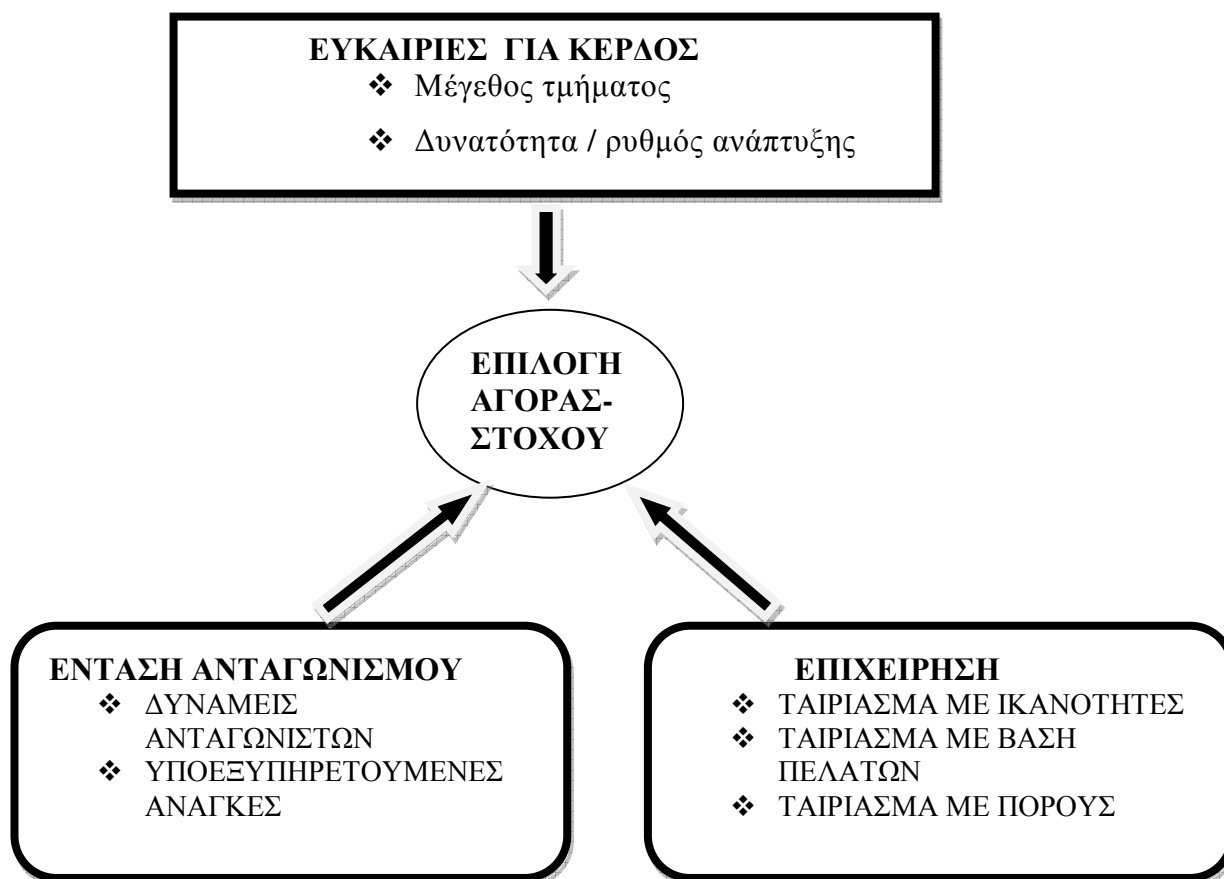 ΕΥΚΑΙΡΙΕΣ ΓΙΑ ΚΕΡΔΟΣ
❖ Μέγεθος τμήματος
❖ Δυνατότητα / ρυθμός ανάπτυξης
ΕΠΙΛΟΓΗ
ΑΓΟΡΑΣ-
ΣΤΟΧΟΥ
ΕΝΤΑΣΗ ΑΝΤΑΓΩΝΙΣΜΟΥ
❖ ΔΥΝΑΜΕΙΣ
ΑΝΤΑΓΩΝΙΣΤΩΝ
❖ ΥΠΟΕΞΥΠΗΡΕΤΟΥΜΕΝΕΣ
ΑΝΑΓΚΕΣ
ΕΠΙΧΕΙΡΗΣΗ
❖ ΤΑΙΡΙΑΣΜΑ ΜΕ ΙΚΑΝΟΤΗΤΕΣ
❖ ΤΑΙΡΙΑΣΜΑ ΜΕ ΒΑΣΗ
ΠΕΛΑΤΩΝ
❖ ΤΑΙΡΙΑΣΜΑ ΜΕ ΠΟΡΟΥΣ